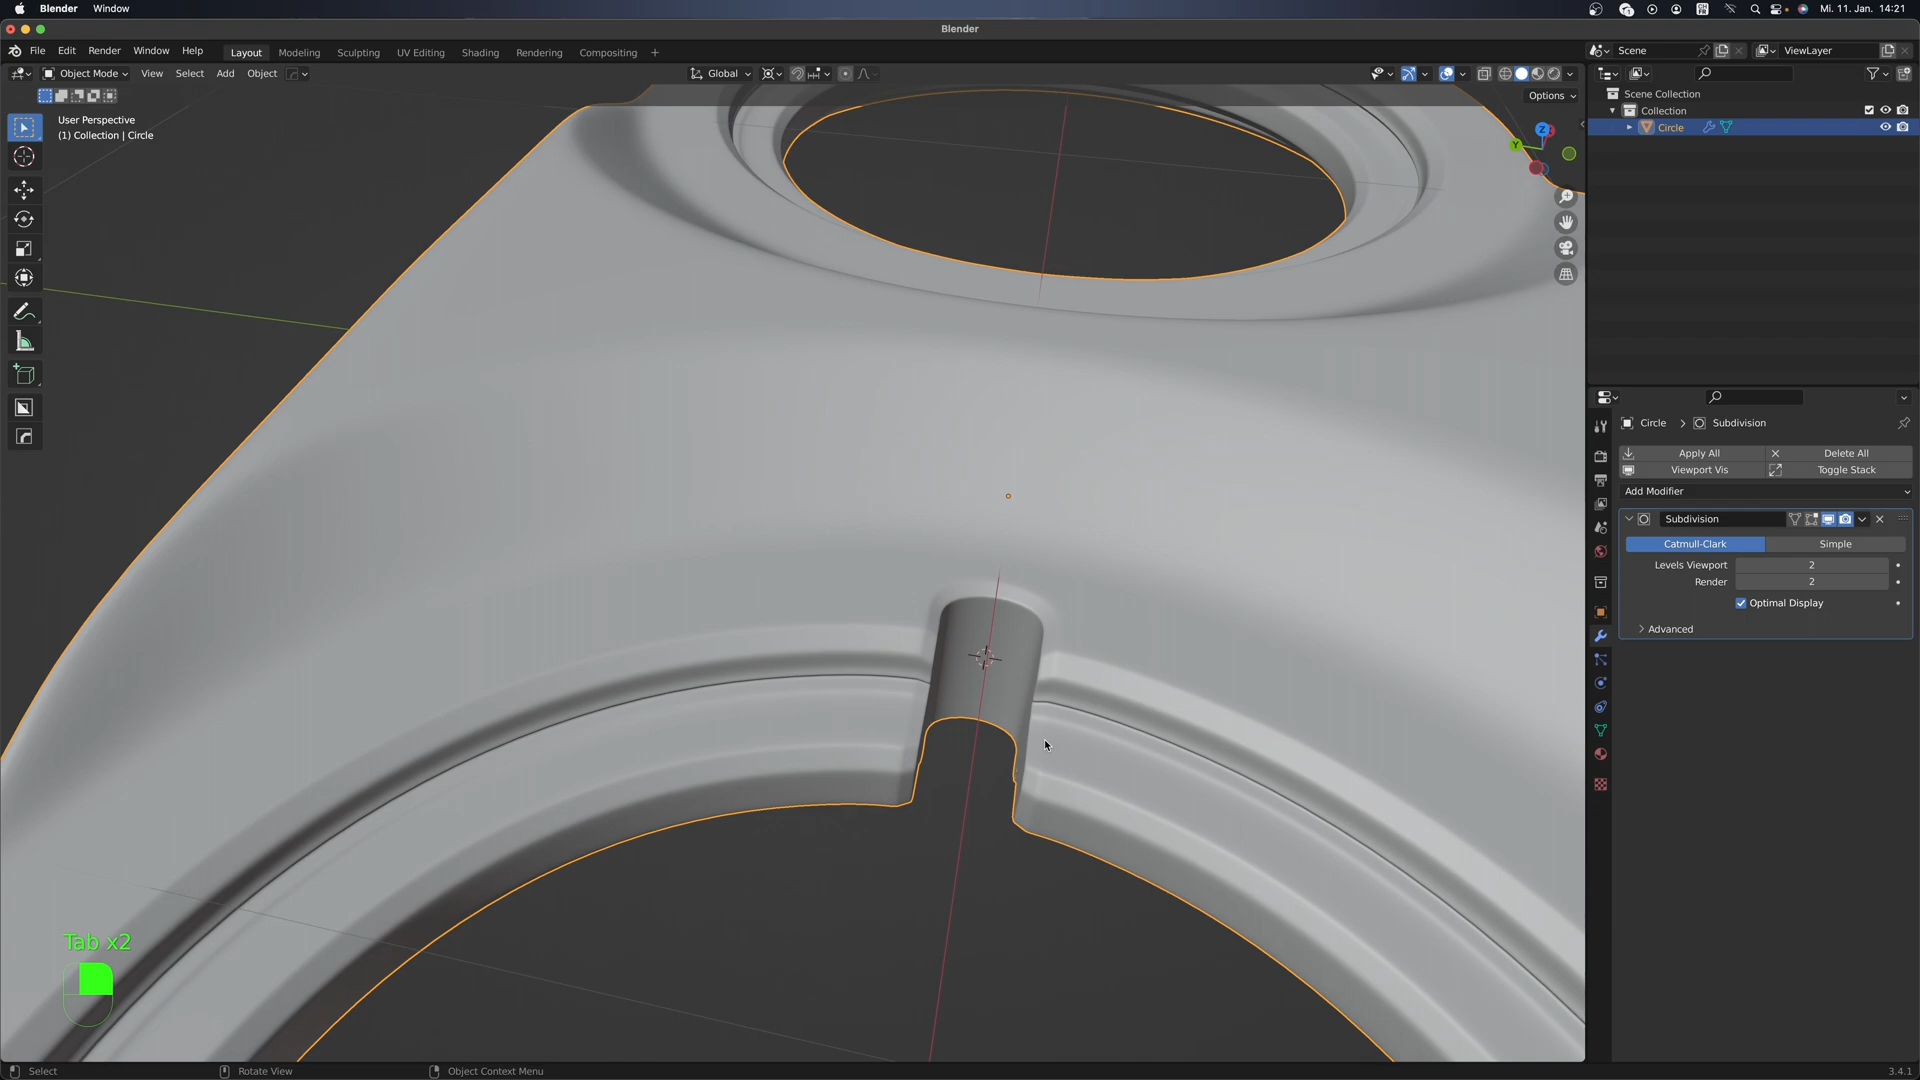 Blender Window
Mi. 11. Jan. 14:21
Blender
File Edit Render Window Help
Layout Modeling Sculpting UV Editing Shading Rendering Compositing +
Scene
ViewLayer
Object Mode View Select Add Object
Global
Options
User Perspective
(1) Collection | Circle
Z
Y
Scene Collection
Collection
Circle
Circle > Subdivision
Apply All
Delete All
Viewport Vis
Toggle Stack
Add Modifier
Subdivision
Catmull-Clark
Simple
Levels Viewport 2
Render 2
Optimal Display
Advanced
Tab x2
Select
Rotate View
Object Context Menu
3.4.1